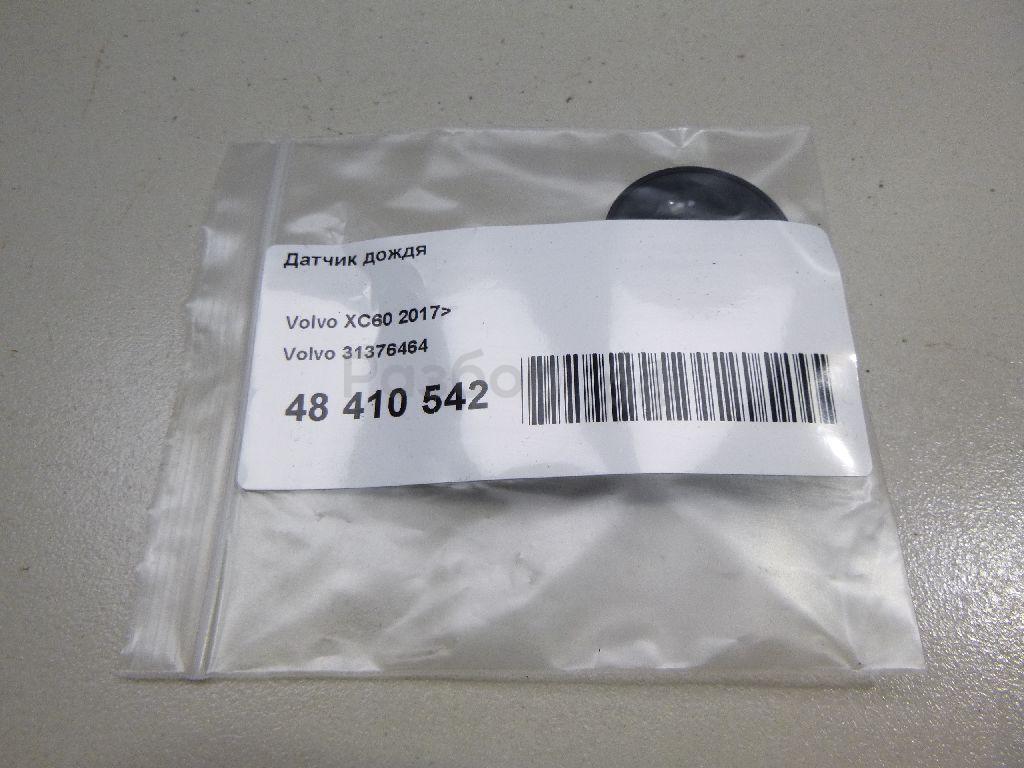 Датчик дождя
Volvo XC60 2017>
Volvo 31376464
48 410 542